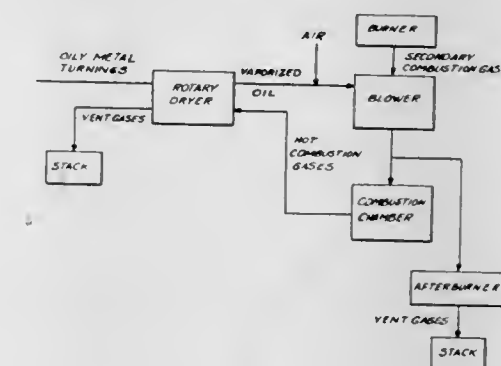 AIR
BURNER
OILY METAL
TURNINGS
ROTARY
DRYER
VAPORIZED
OIL
SECONDARY
COMBUSTION GAS
BLOWER
VENT GASES
STACK
HOT
COMBUSTION
GASES
COMBUSTION
CHAMBER
AFTERBURNER
VENT GASES
STACK